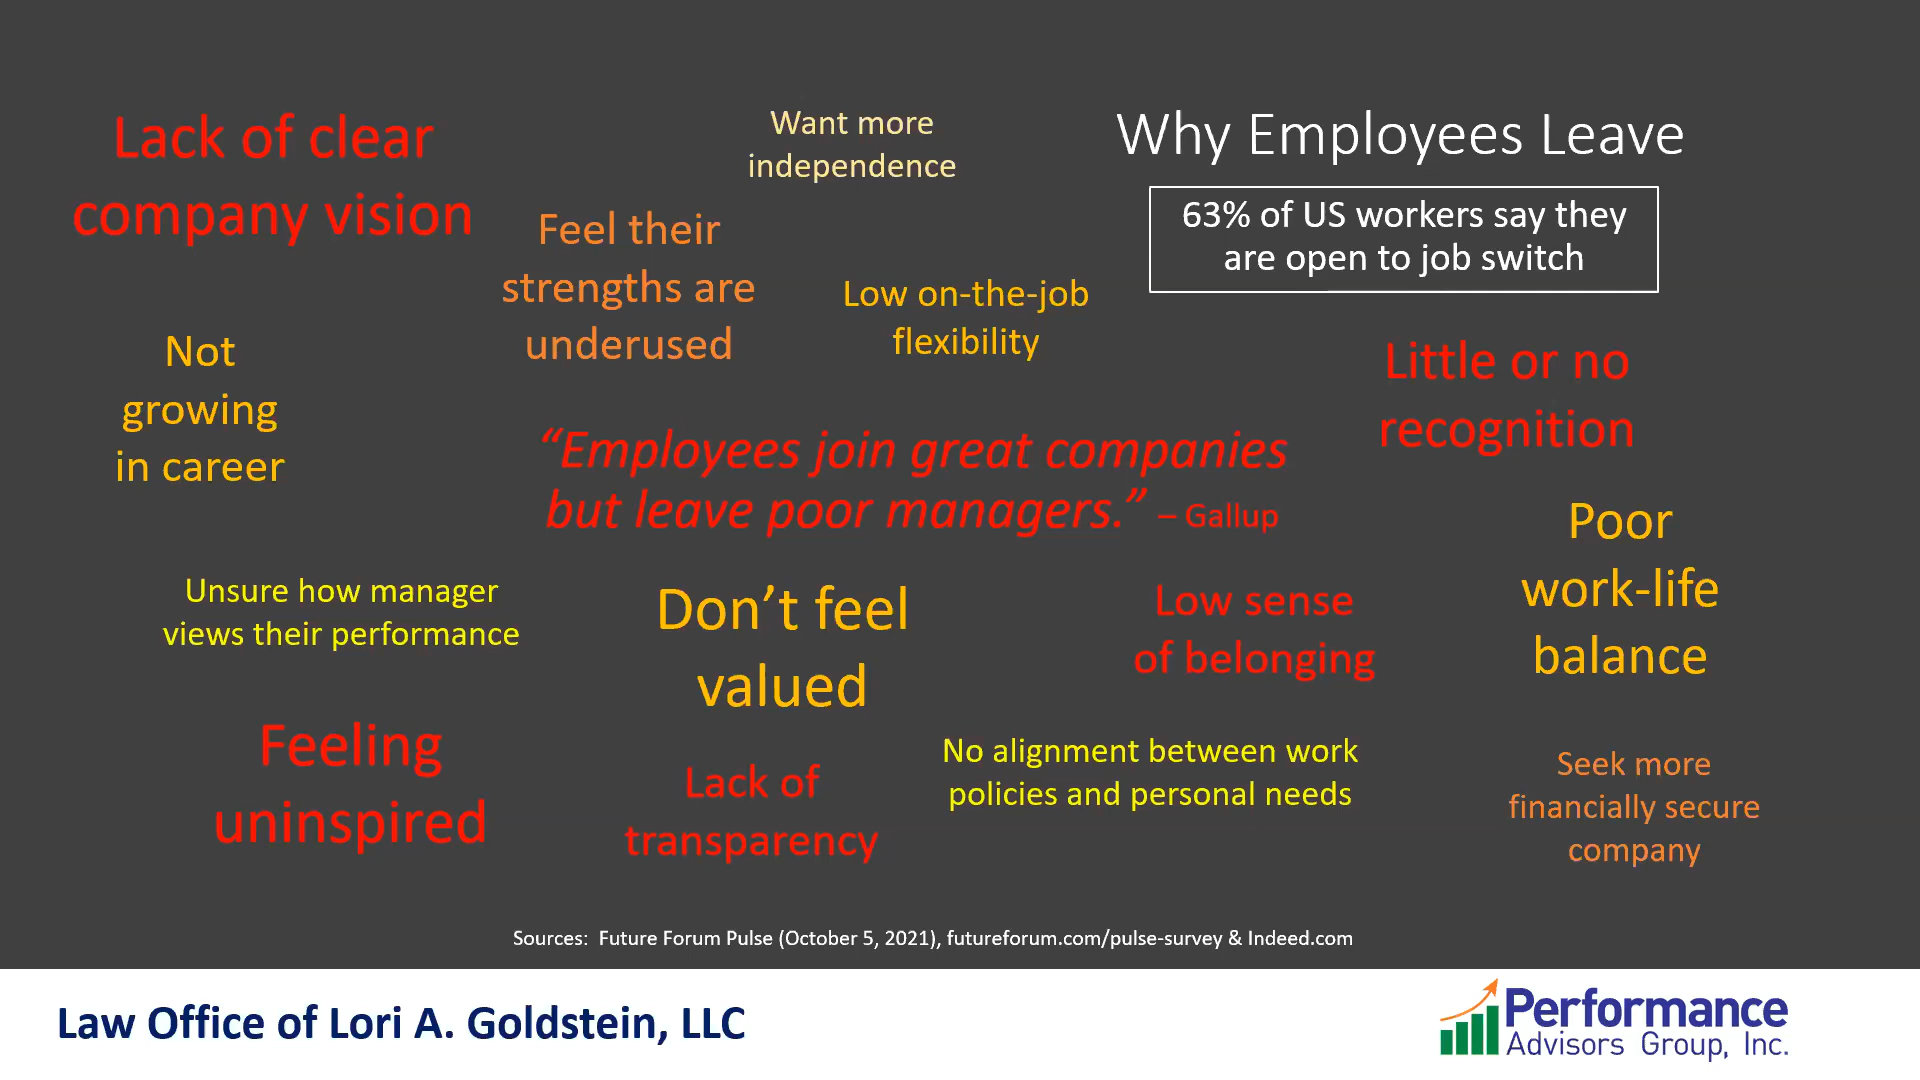 Why Employees Leave
63% of US workers say they
are open to job switch
Lack of clear
company vision
Want more
independence
Feel their
strengths are
underused
Low on-the-job
flexibility
Not
growing
in career
Little or no
recognition
“Employees join great companies
but leave poor managers.” – Gallup
Poor
work-life
balance
Unsure how manager
views their performance
Don’t feel
valued
Low sense
of belonging
Feeling
uninspired
Lack of
transparency
No alignment between work
policies and personal needs
Seek more
financially secure
company
Sources:  Future Forum Pulse (October 5, 2021), futureforum.com/pulse-survey & Indeed.com
Law Office of Lori A. Goldstein, LLC
Performance
Advisors Group, Inc.